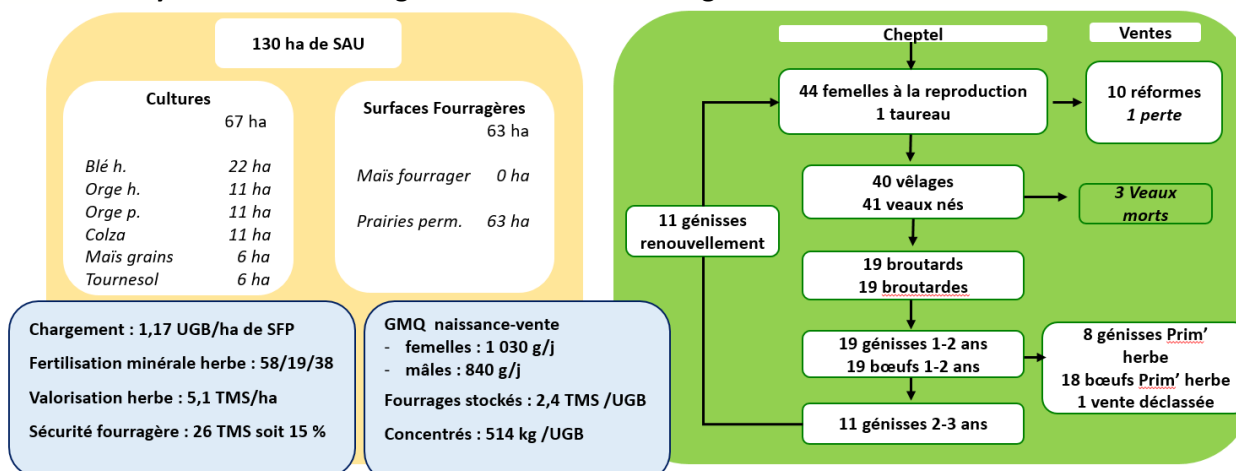 130 ha de SAU
Cultures
67 ha
Blé h. 22 ha
Orge h. 11 ha
Orge p. 11 ha
Colza 11 ha
Maïs grains 6 ha
Tournesol 6 ha
Surfaces Fourragères
63 ha
Maïs fourrager 0 ha
Prairies perm. 63 ha
Chargement : 1,17 UGB/ha de SFP
Fertilisation minérale herbe : 58/19/38
Valorisation herbe : 5,1 TMS/ha
Sécurité fourragère : 26 TMS soit 15 %
GMQ naissance-vente
- femelles : 1 030 g/j
- mâles : 840 g/j
Fourrages stockés : 2,4 TMS /UGB
Concentrés : 514 kg /UGB
Cheptel
Ventes
44 femelles à la reproduction
1 taureau
10 réformes
1 perte
40 vêlages
41 veaux nés
3 Veaux
morts
11 génisses
renouvellement
19 broutards
19 broutardes
19 génisses 1-2 ans
19 bœufs 1-2 ans
8 génisses Prim' 
herbe
18 bœufs Prim' herbe
1 vente déclassée
11 génisses 2-3 ans